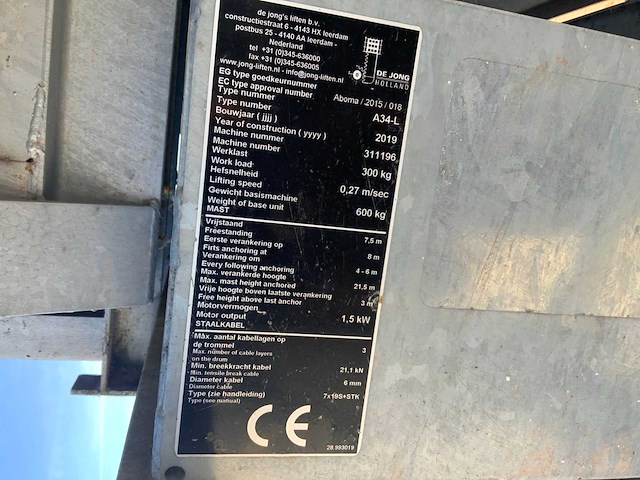 de jong's liften b.v.
constructiestraat 6 - 4143 HX leerdam
postbus 25 - 4140 AA leerdam -
Nederland
tel +31 (0)345-636000
fax +31 (0)345-636005
www.jong-liften.nl - info@jong-liften.nl
DE JONG
HOLLAND
EG type goedkeurnummer
EC type approval number Aboma / 2015 / 018
Type nummer
Type number A34-L
Bouwjaar ( jjjj )
Year of construction ( yyyy ) 2019
Machine nummer
Machine number 311196
Werklast
Work load 300 kg
Hefsnelheid
Lifting speed 0,27 m/sec
Gewicht basismachine
Weight of base unit 600 kg
MAST
Vrijstaand
Freestanding 7,5 m
Eerste verankering op
Firts anchoring at 8 m
Verankering om
Every following anchoring 4 - 6 m
Max. verankerde hoogte
Max. mast height anchored 21,5 m
Vrije hoogte boven laatste verankering
Free height above last anchor 3 m
Motorvermogen
Motor output 1,5 kW
STAALKABEL
Max. aantal kabellagen op
de trommel 3
Max. number of cable layers
on the drum
Min. breekkracht kabel 21,1 kN
Min. tensile break cable
Diameter kabel 6 mm
Diameter cable
Type (zie handleiding) 7x19S+STK
Type (see manual)
CE
28.993019